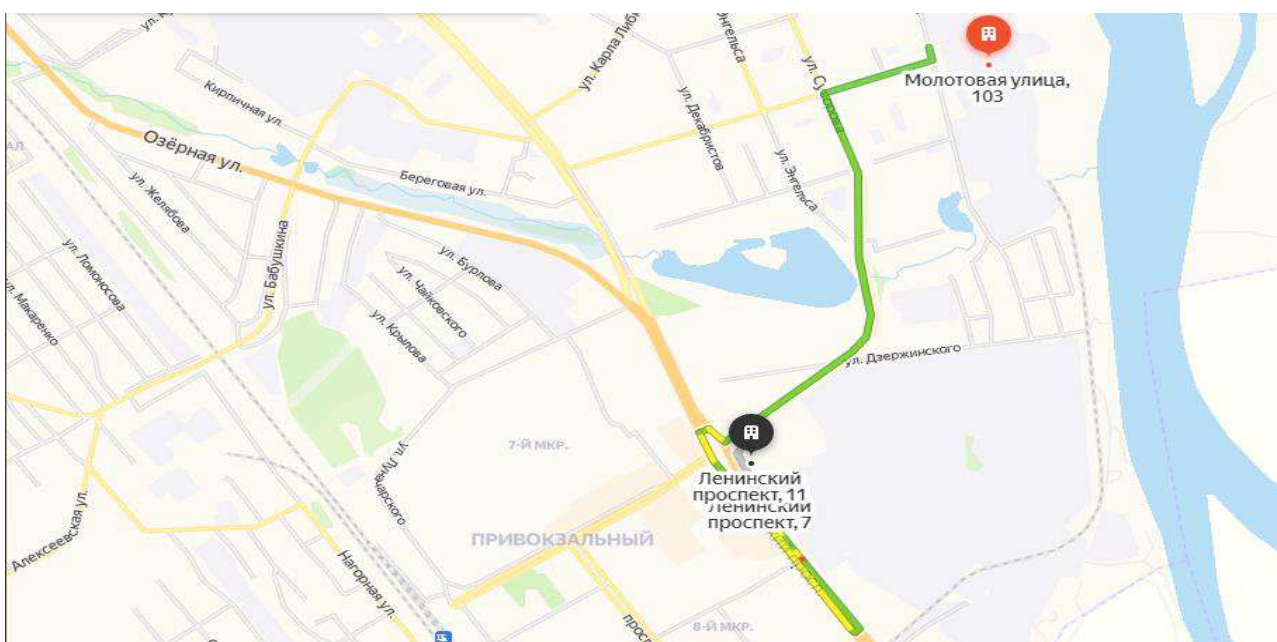 ул. Карла Либ
Энгельса
ул. Су
Молотовая улица,
103
Кирпичная ул.
ул. Декабристов
Озёрная ул.
АЛ
Береговая ул.
ул. Энгельса
ул. Желябова
ул. Бабушкина
ул. Бурлова
ул. Ломоносова
ул. Чайковского
ул. Макаренко
ул. Крылова
ул. Дзержинского
7-Й МКР.
Ленинский
проспект, 11
Ленинский
проспект, 7
ул. Луначарского
ПРИВОКЗАЛЬНЫЙ
Алексеевская ул.
Нагорная ул.
8-Й МКР.